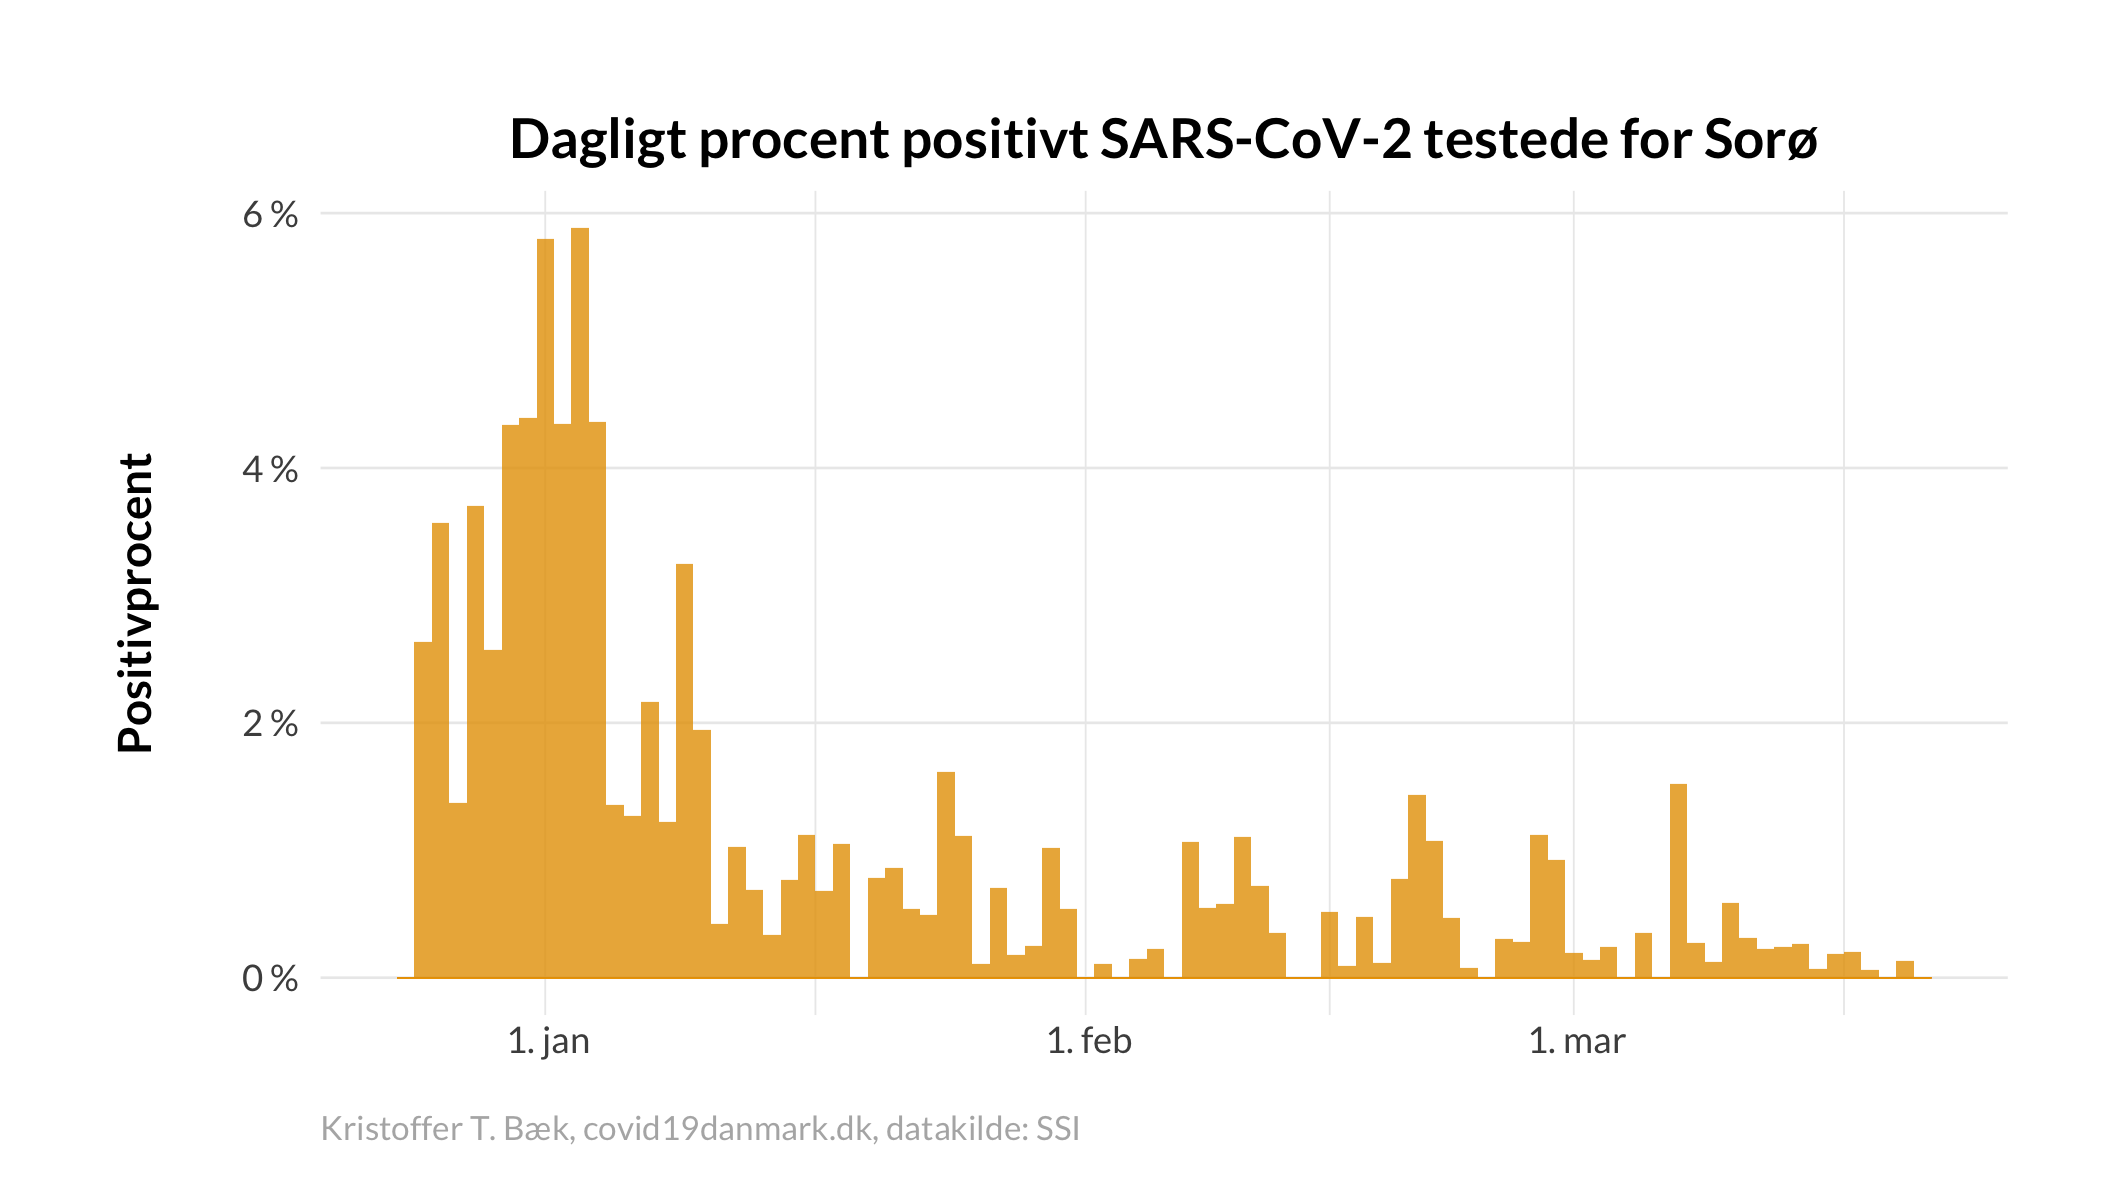 Dagligt procent positivt SARS-CoV-2 testede for Sorø
Positivprocent
6 %
4 %
2 %
0 %
1. jan
1. feb
1. mar
Kristoffer T. Bæk, covid19danmark.dk, datakilde: SSI